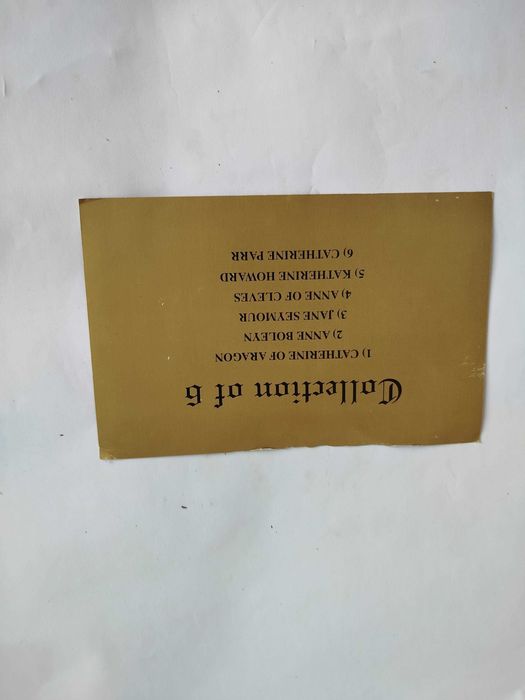 Collection of 6
1) CATHERINE OF ARAGON
2) ANNE BOLEYN
3) JANE SEYMOUR
4) ANNE OF CLEVES
5) KATHERINE HOWARD
6) CATHERINE PARR